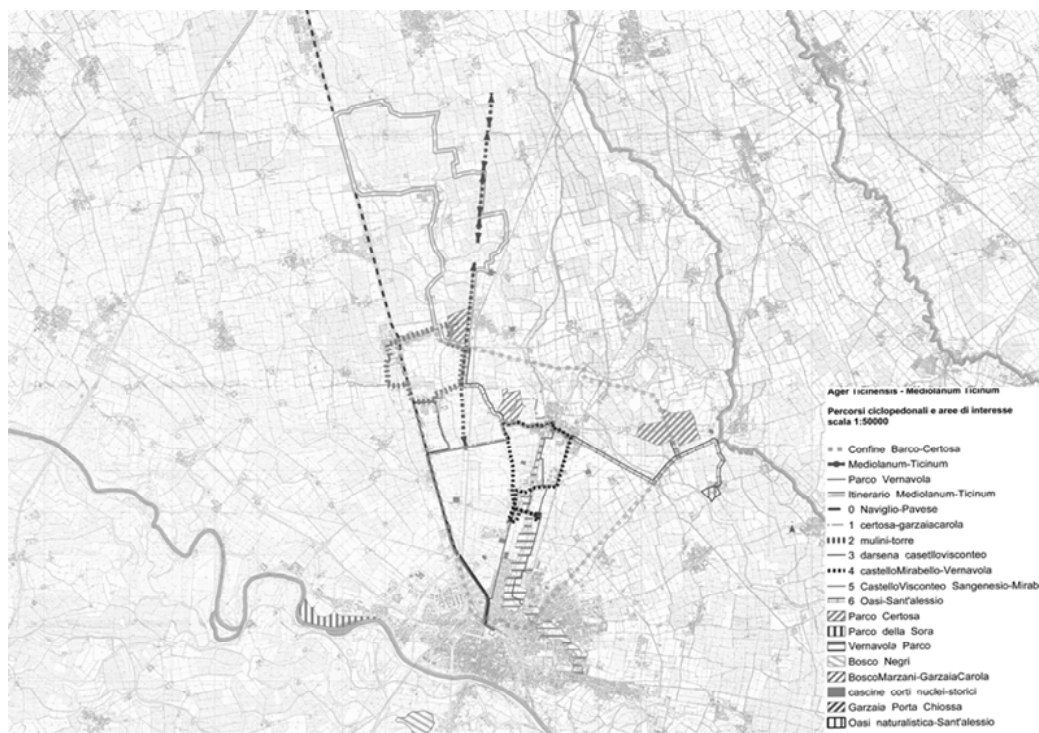 Ager Ticinensis - Mediolanum Ticinum
Percorsi ciclopedonali e aree di interesse
scala 1:50000
Confine Barco-Certosa
Mediolanum-Ticinum
Parco Vernavola
Itinerario Mediolanum-Ticinum
0 Naviglio-Pavese
1 certosa-garzaiacarola
2 mulini-torre
3 darsena casetllovisconteo
4 castelloMirabello-Vernavola
5 CastelloVisconteo Sangenesio-Mirab
6 Oasi-Sant'alessio
Parco Certosa
Parco della Sora
Vernavola Parco
Bosco Negri
BoscoMarzani-GarzaiaCarola
cascine corti nuclei-storici
Garzaia Porta Chiossa
Oasi naturalistica-Sant'alessio